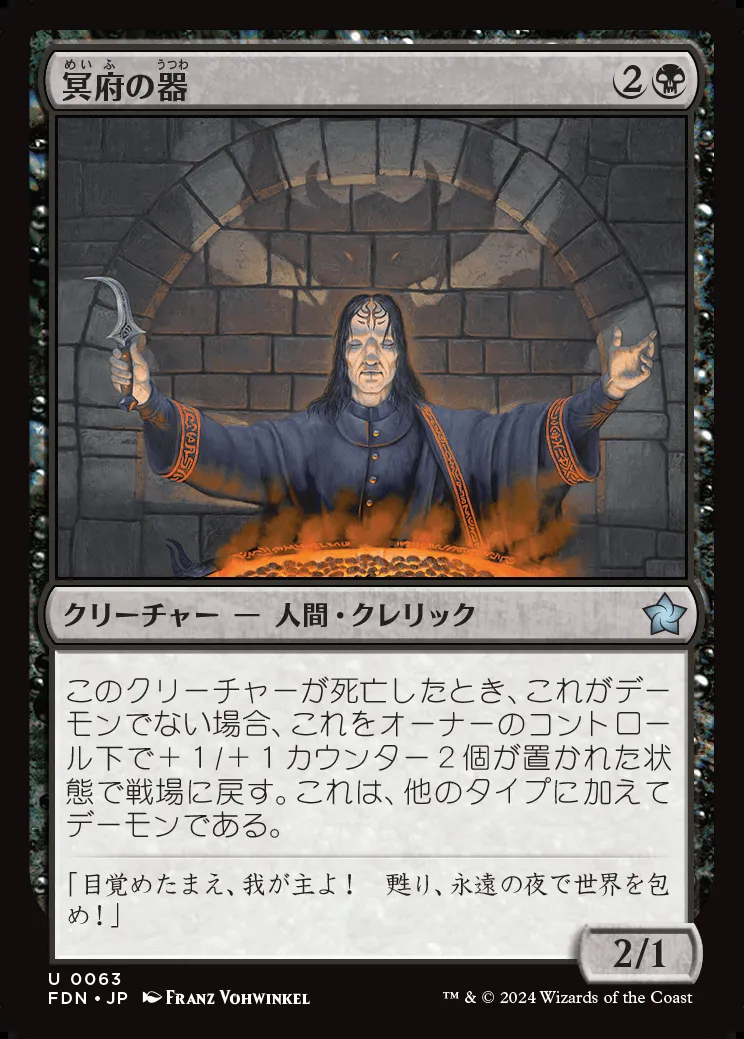 めいふ うつわ
冥府の器 2
クリーチャー — 人間・クレリック
このクリーチャーが死亡したとき、これがデー
モンでない場合、これをオーナーのコントロー
ル下で+1/+1カウンター2個が置かれた状
態で戦場に戻す。これは、他のタイプに加えて
デーモンである。
「目覚めたまえ、我が主よ! 甦り、永遠の夜で世界を包
め!」
2/1
U 0063
FDN • JP Franz Vohwinkel ™ & © 2024 Wizards of the Coast